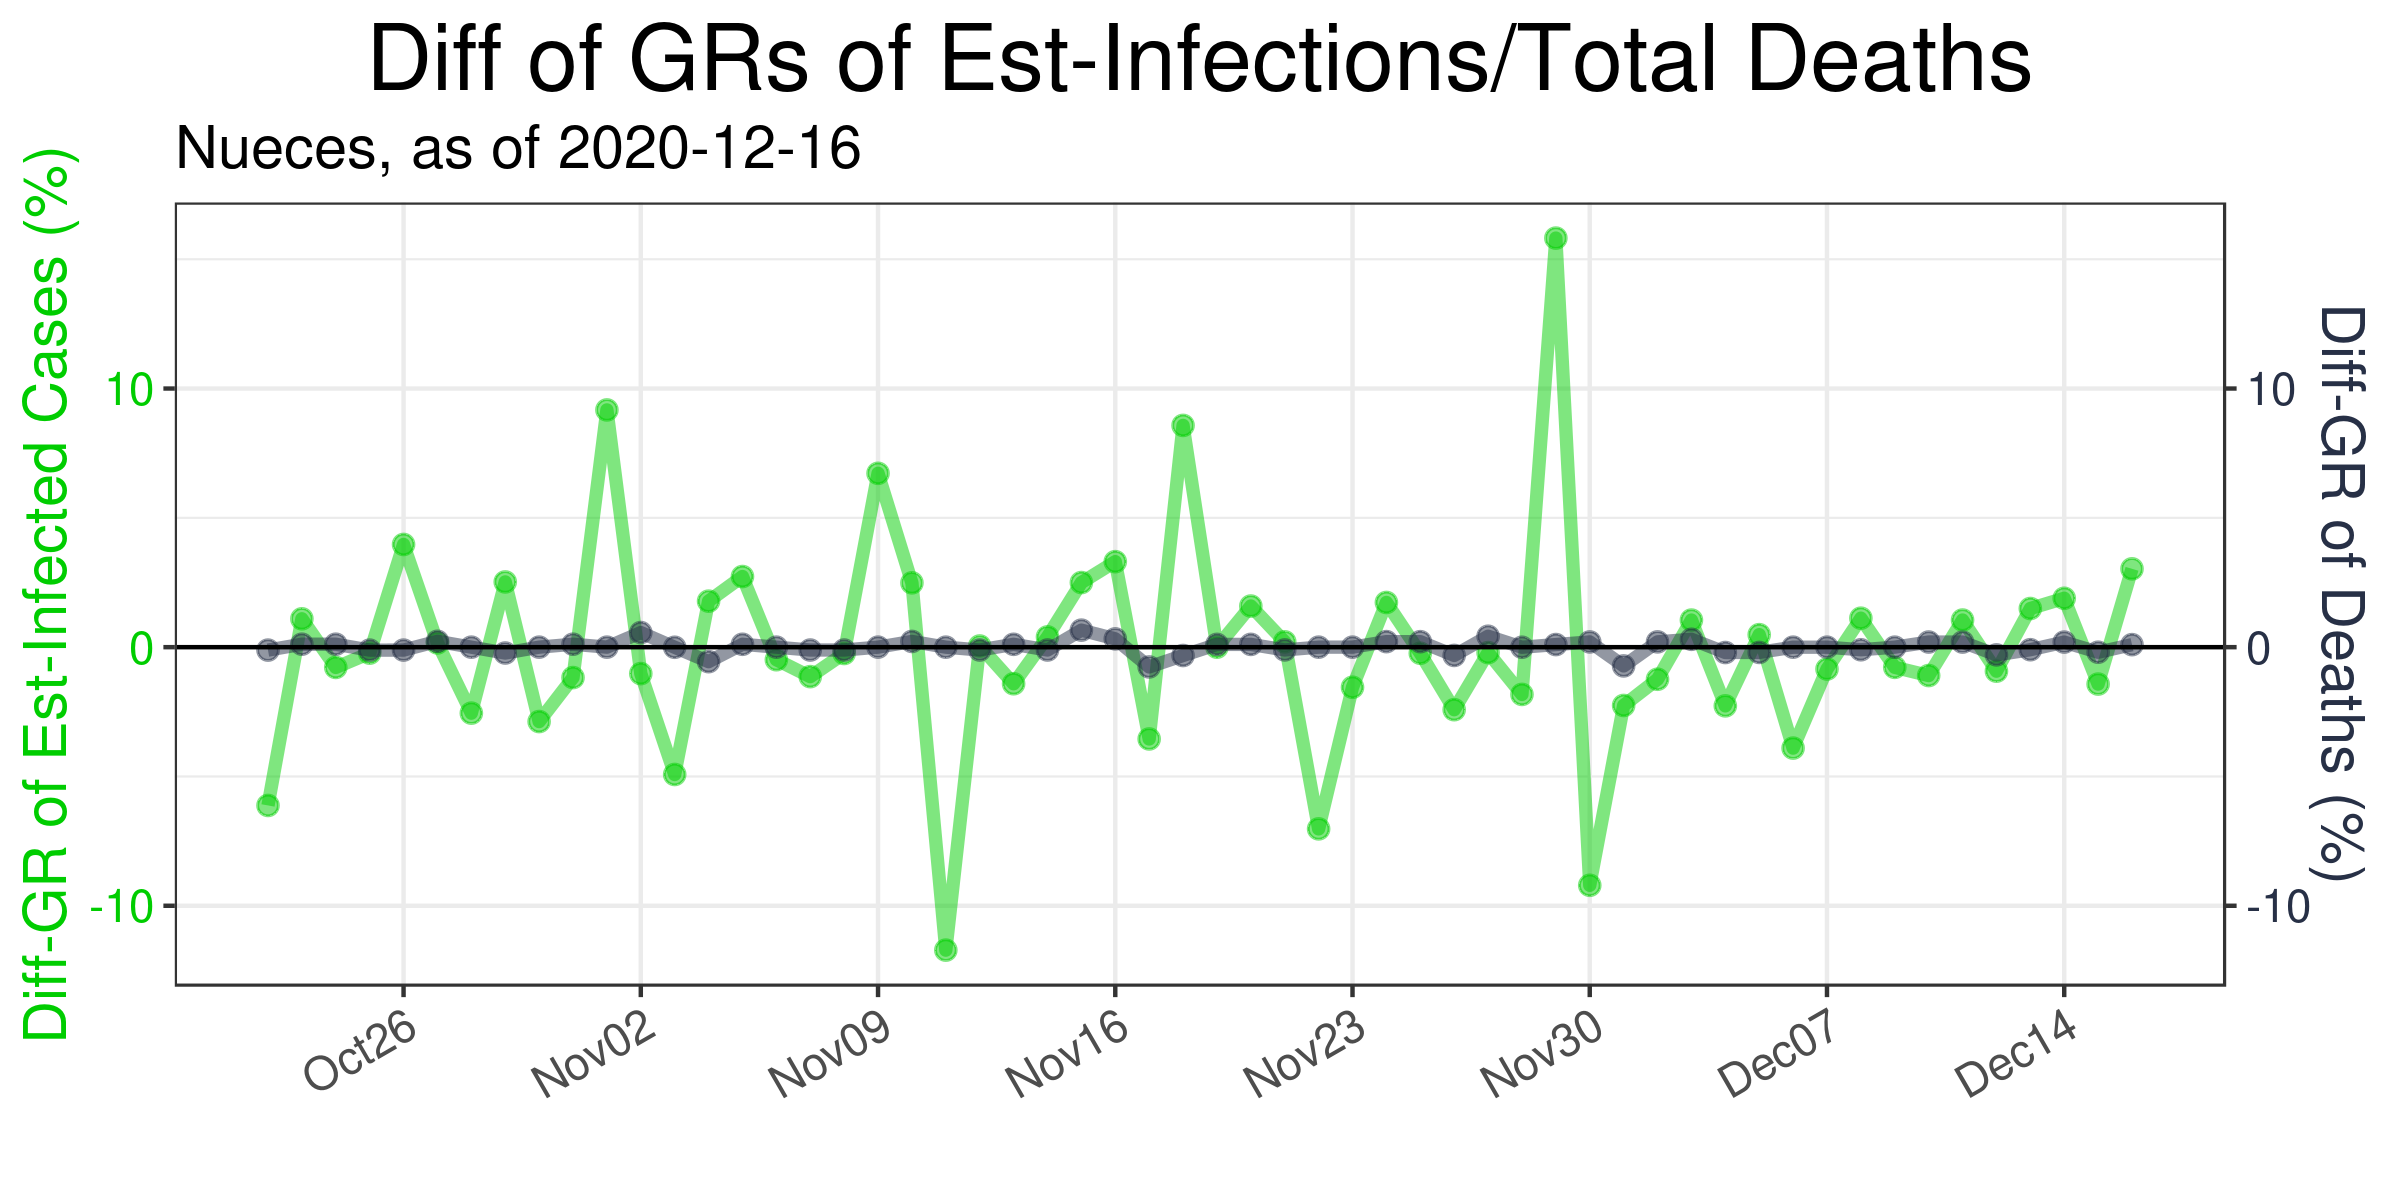 Diff of GRs of Est-Infections/Total Deaths
Nueces, as of 2020-12-16
Diff-GR of Est-Infected Cases (%)
10
0
-10
10
0
-10
Diff-GR of Deaths (%)
Oct26
Nov02
Nov09
Nov16
Nov23
Nov30
Dec07
Dec14